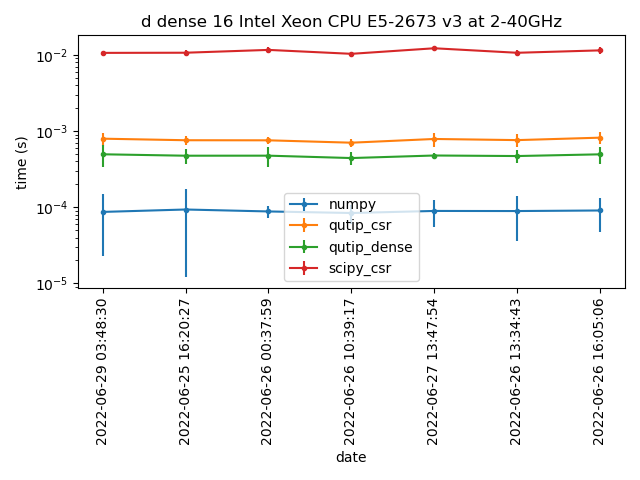 d dense 16 Intel Xeon CPU E5-2673 v3 at 2-40GHz
time (s)
10⁻²
10⁻³
10⁻⁴
10⁻⁵
numpy
qutip_csr
qutip_dense
scipy_csr
2022-06-29 03:48:30
2022-06-25 16:20:27
2022-06-26 00:37:59
2022-06-26 10:39:17
2022-06-27 13:47:54
2022-06-26 13:34:43
2022-06-26 16:05:06
date